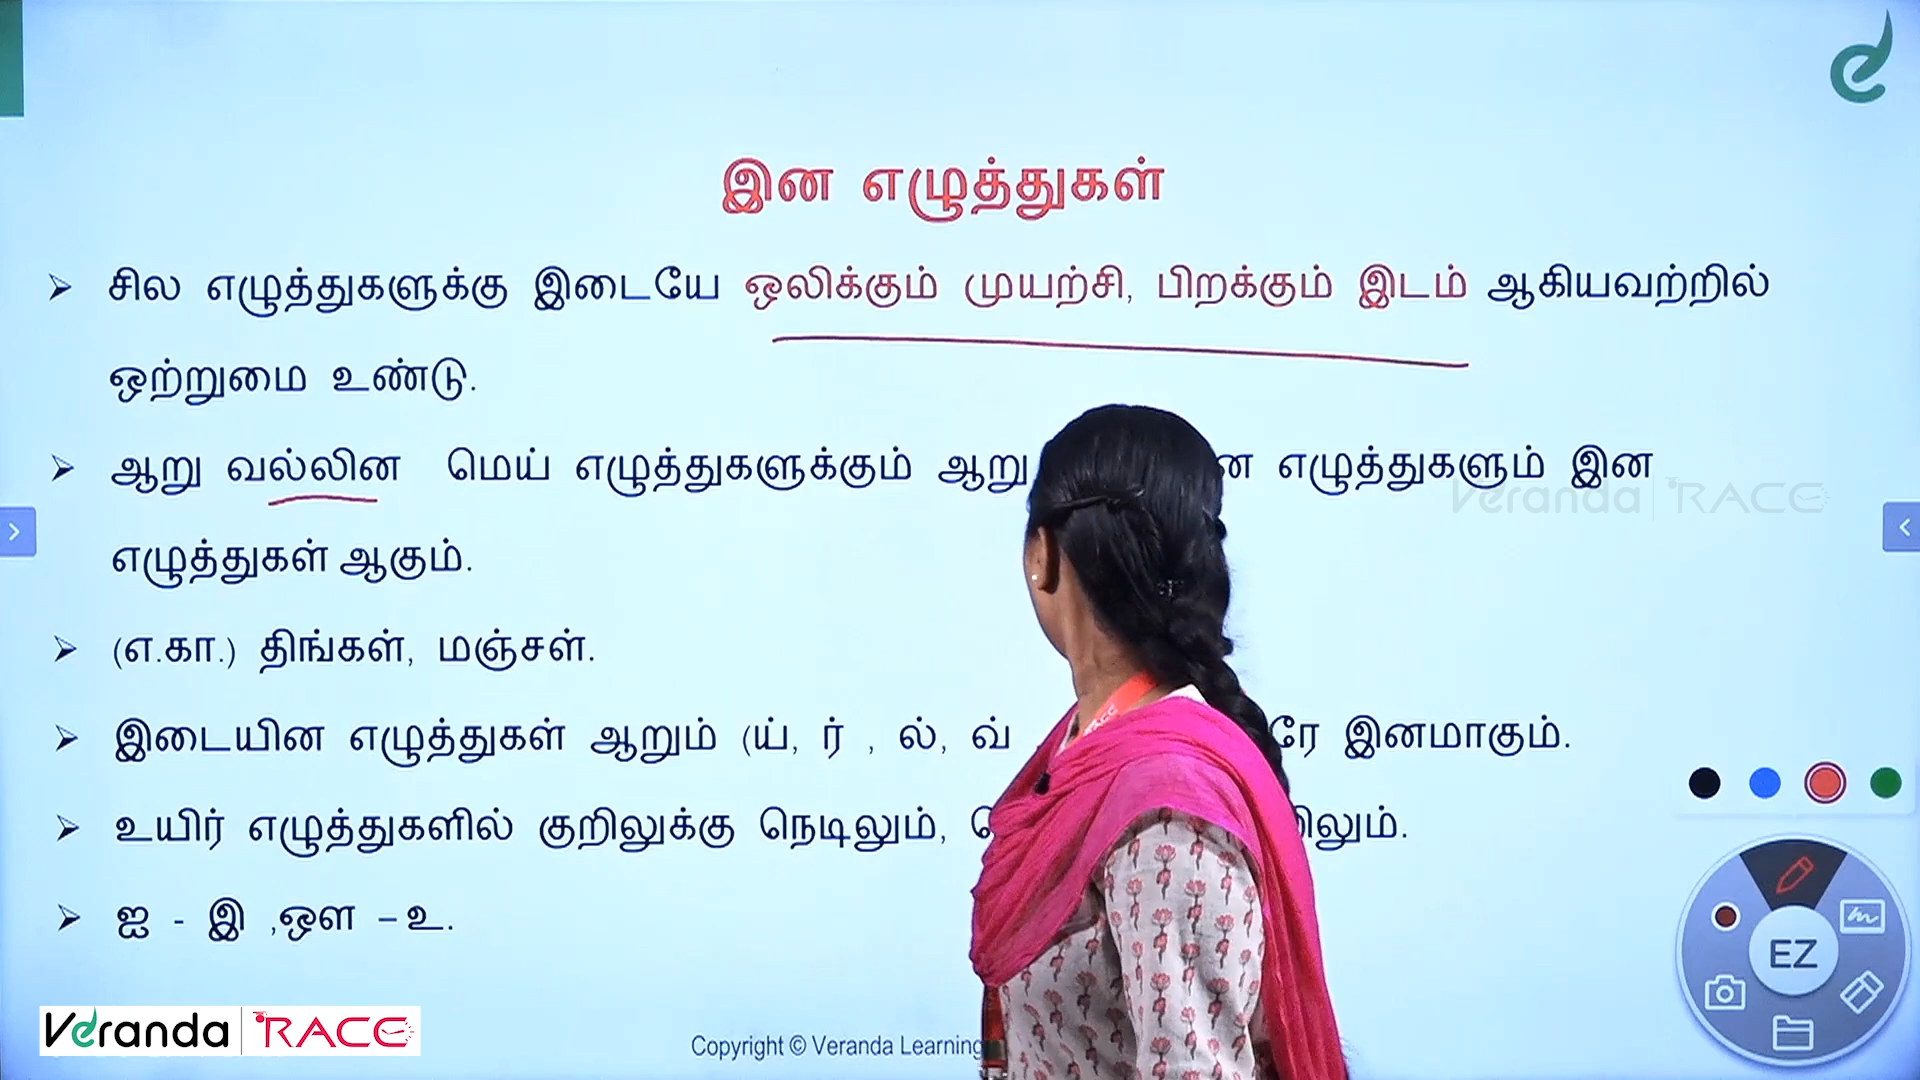 இன எழுத்துகள்
➢ சில எழுத்துகளுக்கு இடையே ஒலிக்கும் முயற்சி, பிறக்கும் இடம் ஆகியவற்றில்
ஒற்றுமை உண்டு.
➢ ஆறு வல்லின மெய் எழுத்துகளுக்கும் ஆறு எழுத்துகளும் இன
எழுத்துகள் ஆகும்.
➢ (எ.கா.) திங்கள், மஞ்சள்.
➢ இடையின எழுத்துகள் ஆறும் (ய், ர் , ல், வ் இனமாகும்.
➢ உயிர் எழுத்துகளில் குறிலுக்கு நெடிலும்,
➢ ஐ - இ ,ஔ – உ.
Veranda RACE
EZ
Veranda RACE
Copyright © Veranda Learning